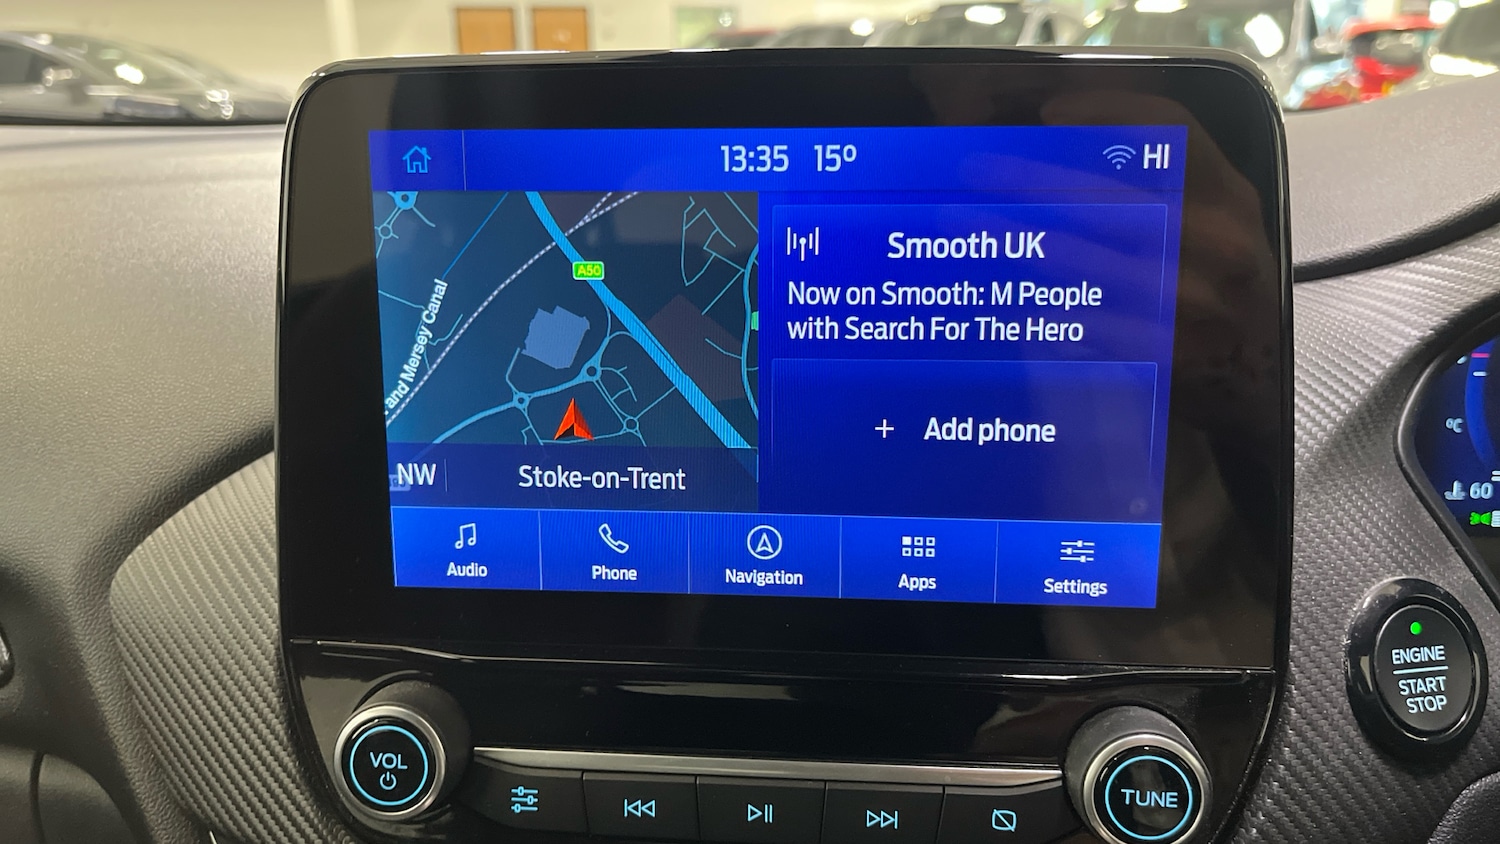 13:35 15º HI
A50
and Mersey Canal
NW Stoke-on-Trent
Smooth UK
Now on Smooth: M People
with Search For The Hero
+ Add phone
Audio Phone Navigation Apps Settings
VOL
TUNE
ENGINE
START
STOP
ºC
60